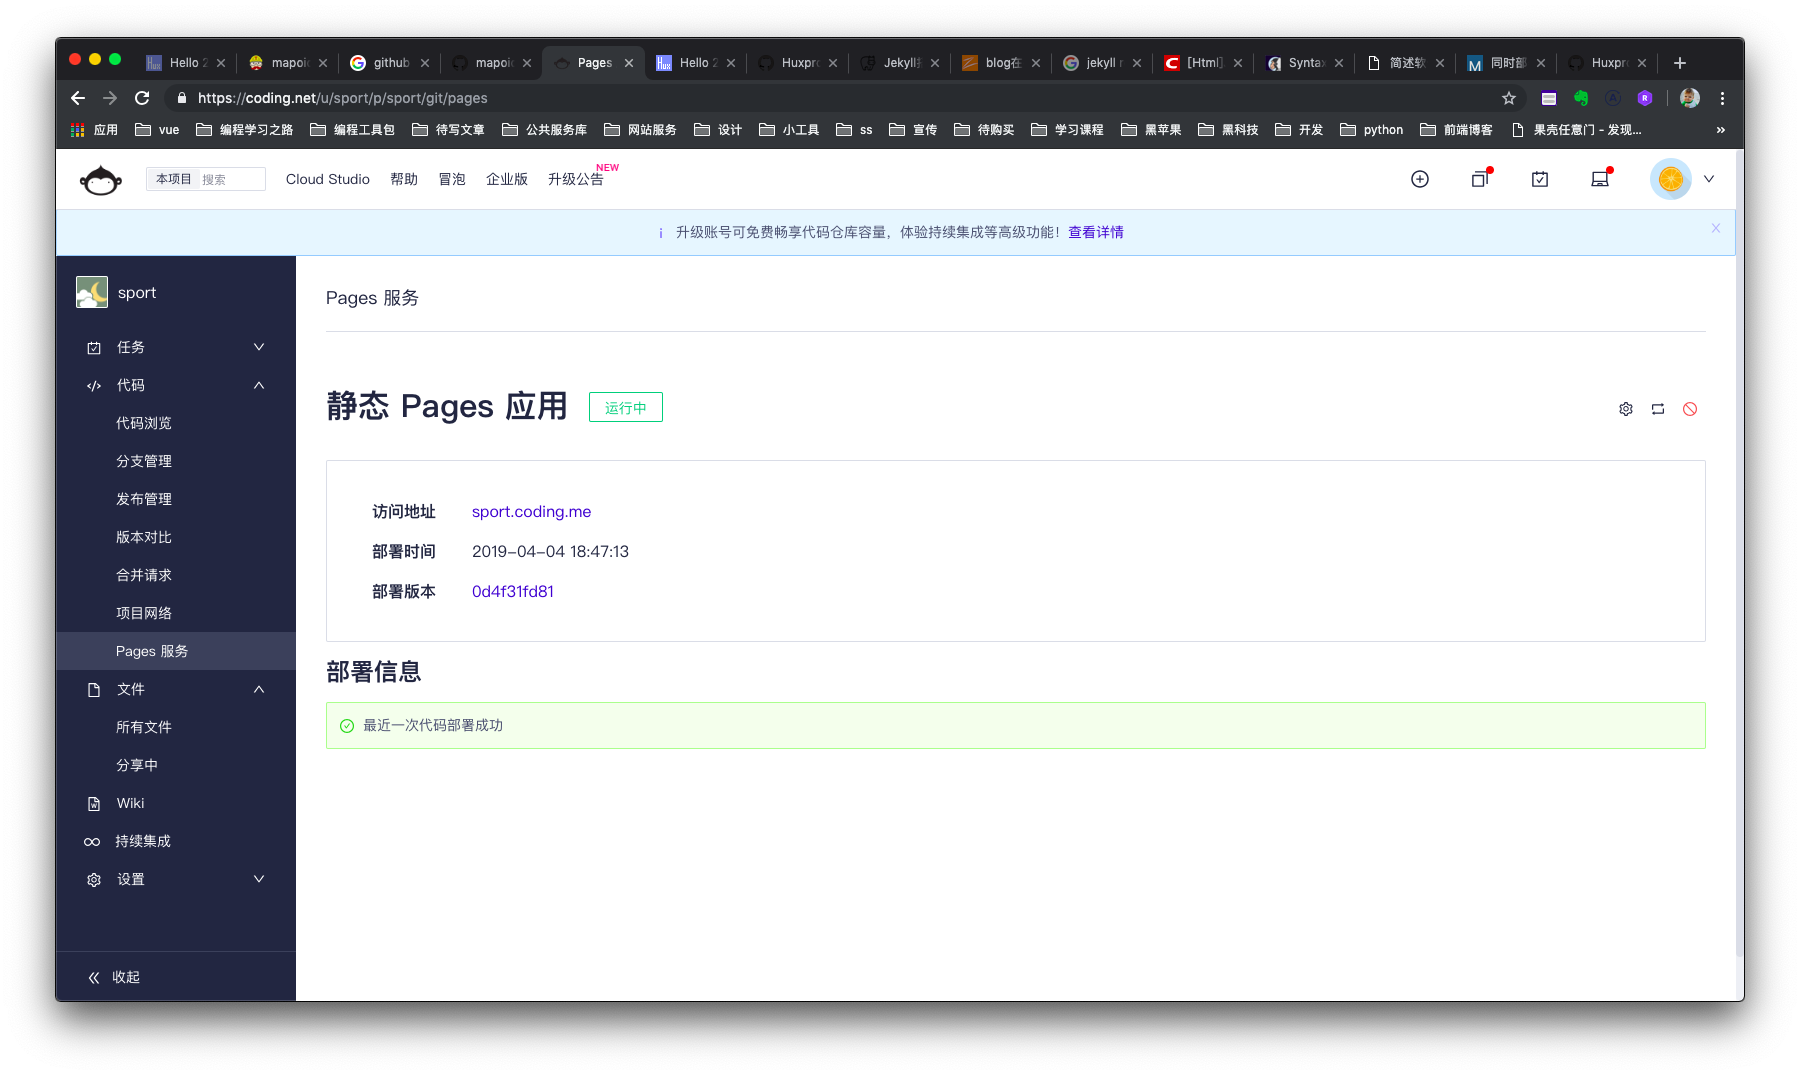 Hello 2
mapoic
github
mapoic
Pages
Hello 2
Huxpro
Jekyll
blog在
jekyll r
[Html]
Syntax
简述软
同时部
Huxpro
https://coding.net/u/sport/p/sport/git/pages
应用
vue
编程学习之路
编程工具包
待写文章
公共服务库
网站服务
设计
小工具
ss
宣传
待购买
学习课程
黑苹果
黑科技
开发
python
前端博客
果壳任意门 - 发现...
»
本项目 搜索
Cloud Studio
帮助
冒泡
企业版
升级公告
NEW
升级账号可免费畅享代码仓库容量，体验持续集成等高级功能！查看详情
sport
任务
代码
代码浏览
分支管理
发布管理
版本对比
合并请求
项目网络
Pages 服务
文件
所有文件
分享中
Wiki
持续集成
设置
收起
Pages 服务
静态 Pages 应用
运行中
访问地址 sport.coding.me
部署时间 2019-04-04 18:47:13
部署版本 0d4f31fd81
部署信息
最近一次代码部署成功